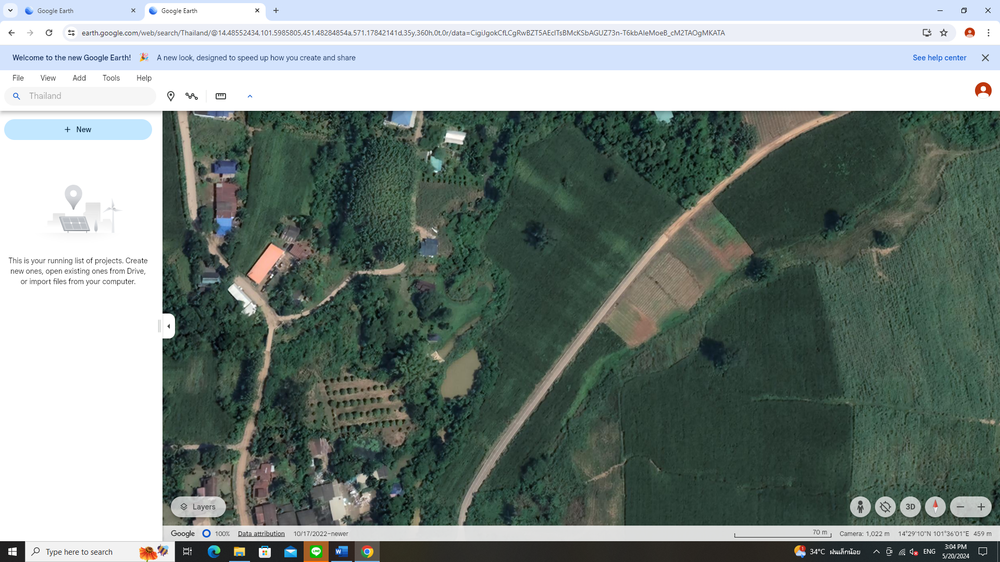 Google Earth
Google Earth
earth.google.com/web/search/Thailand/@14.48552434,101.5985805,451.48284854a,571.17842141d,35y,360h,0t,0r/data=CigiJgokCfLCgRwBZT5AEcITsBMcKSbAGUZ73n-T6kbAIeMoeB_cM2TAOgMKATA
Welcome to the new Google Earth! 🎉 A new look, designed to speed up how you create and share
See help center
File View Add Tools Help
Thailand
+ New
This is your running list of projects. Create
new ones, open existing ones from Drive,
or import files from your computer.
Layers
3D
Google 100% Data attribution 10/17/2022–newer
70 m
Camera: 1,022 m 14°29'10"N 101°36'01"E 459 m
Type here to search
LINE
1
34°C ฝนเล็กน้อย
ENG
3:04 PM
5/20/2024